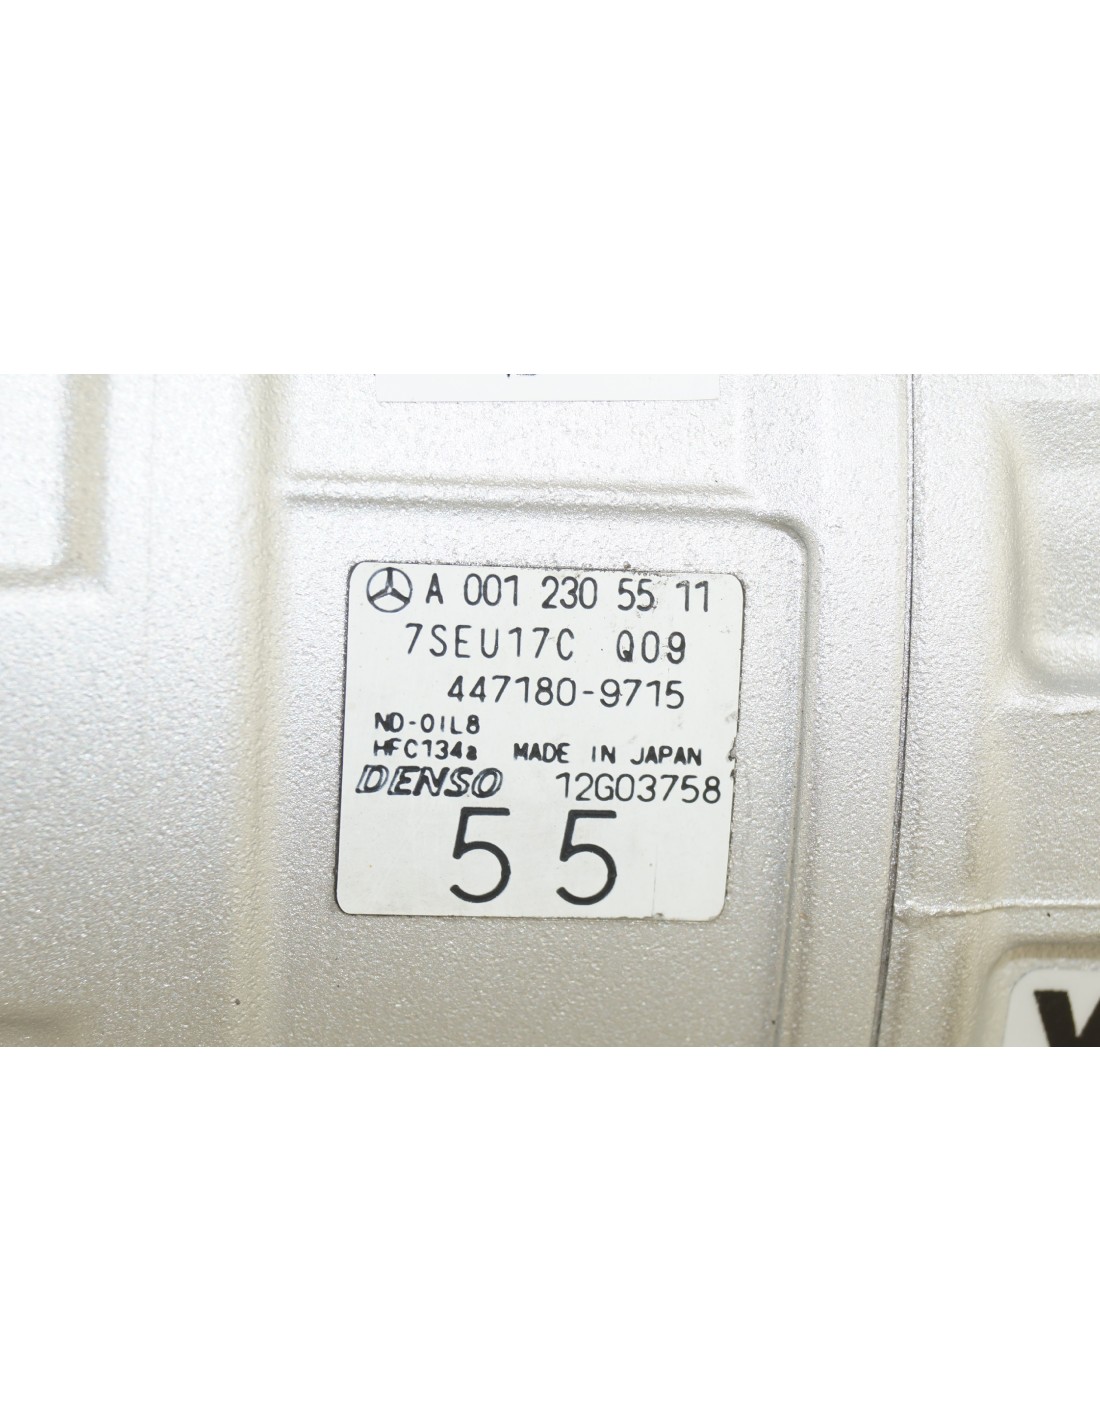 A 001 230 55 11
7SEU17C Q09
447180-9715
ND-OIL8
HFC134a MADE IN JAPAN
DENSO 12G03758
55